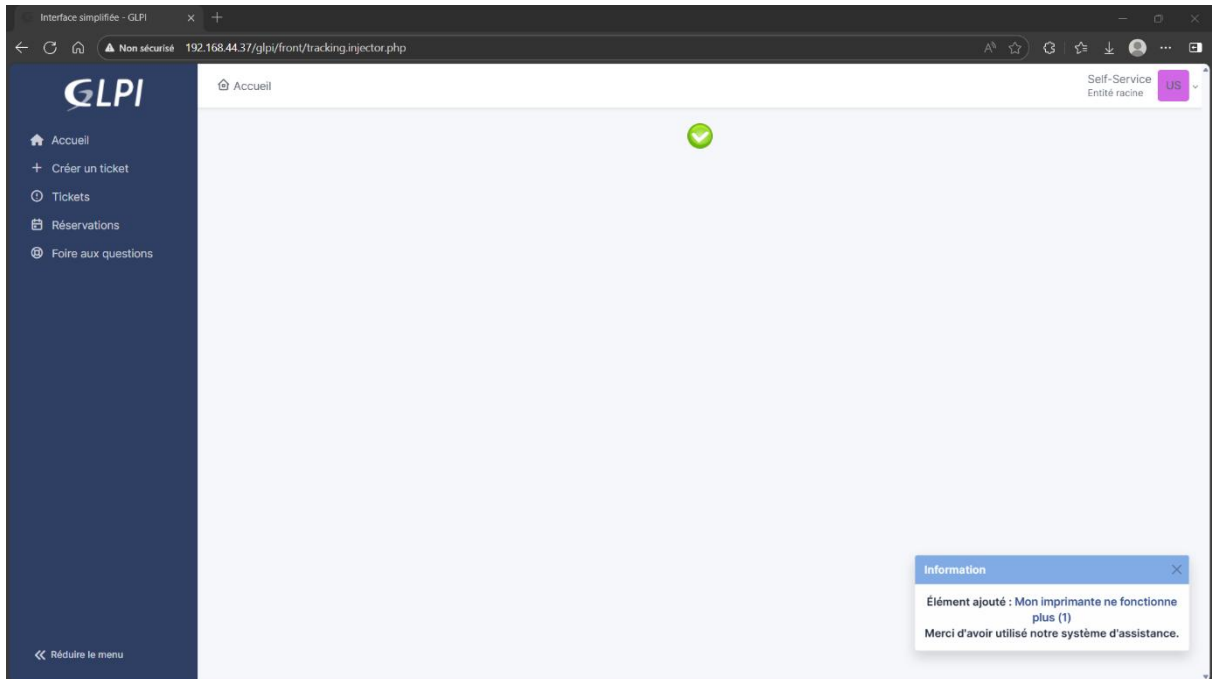 Interface simplifiée - GLPI
Non sécurisé 192.168.44.37/glpi/front/tracking.injector.php
GLPI
Accueil
Self-Service
Entité racine
US
Accueil
Créer un ticket
Tickets
Réservations
Foire aux questions
Information
Élément ajouté : Mon imprimante ne fonctionne
plus (1)
Merci d'avoir utilisé notre système d'assistance.
Réduire le menu